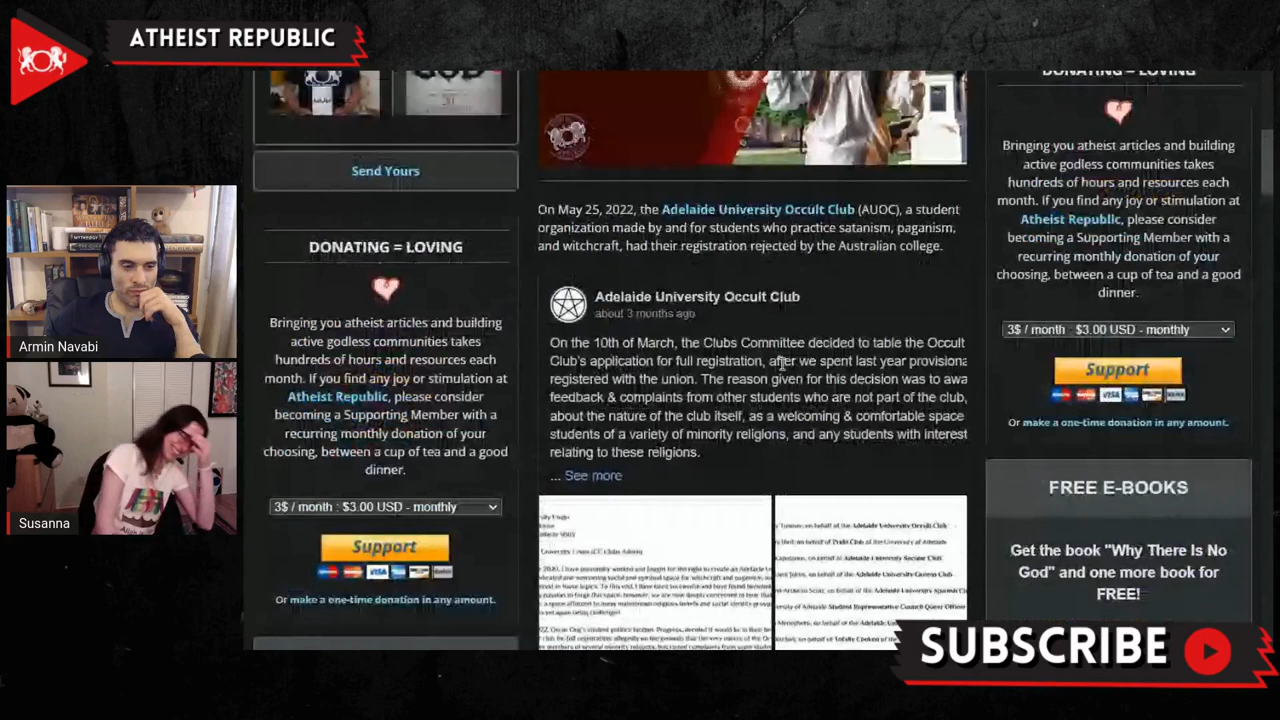 ATHEIST REPUBLIC
Armin Navabi
Susanna
GOD
Send Yours
DONATING = LOVING
Bringing you atheist articles and building
active godless communities takes
hundreds of hours and resources each
month. If you find any joy or stimulation at
Atheist Republic, please consider
becoming a Supporting Member with a
recurring monthly donation of your
choosing, between a cup of tea and a good
dinner.
3$ / month : $3.00 USD - monthly
Support
VISA
Or make a one-time donation in any amount.
On May 25, 2022, the Adelaide University Occult Club (AUOC), a student
organization made by and for students who practice satanism, paganism,
and witchcraft, had their registration rejected by the Australian college.
Adelaide University Occult Club
about 3 months ago
On the 10th of March, the Clubs Committee decided to table the Occult
Club's application for full registration, after we spent last year provisiona
registered with the union. The reason given for this decision was to awa
feedback & complaints from other students who are not part of the club,
about the nature of the club itself, as a welcoming & comfortable space
students of a variety of minority religions, and any students with interest
relating to these religions.
... See more
on behalf of the Adelaide University Occult Club
DONATING = LOVING
Bringing you atheist articles and building
active godless communities takes
hundreds of hours and resources each
month. If you find any joy or stimulation at
Atheist Republic, please consider
becoming a Supporting Member with a
recurring monthly donation of your
choosing, between a cup of tea and a good
dinner.
3$ / month : $3.00 USD - monthly
Support
VISA
Or make a one-time donation in any amount.
FREE E-BOOKS
Get the book "Why There Is No
God" and one more book for
FREE!
SUBSCRIBE